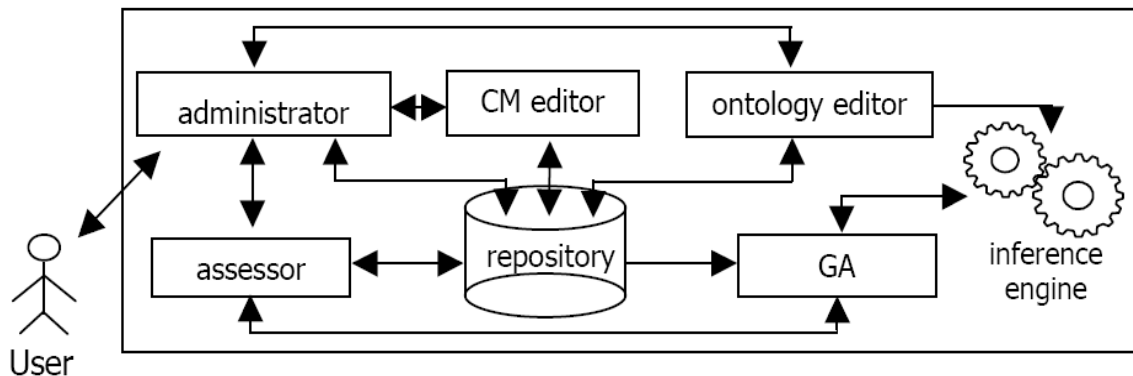 administrator
CM editor
ontology editor
assessor
repository
GA
inference
engine
User